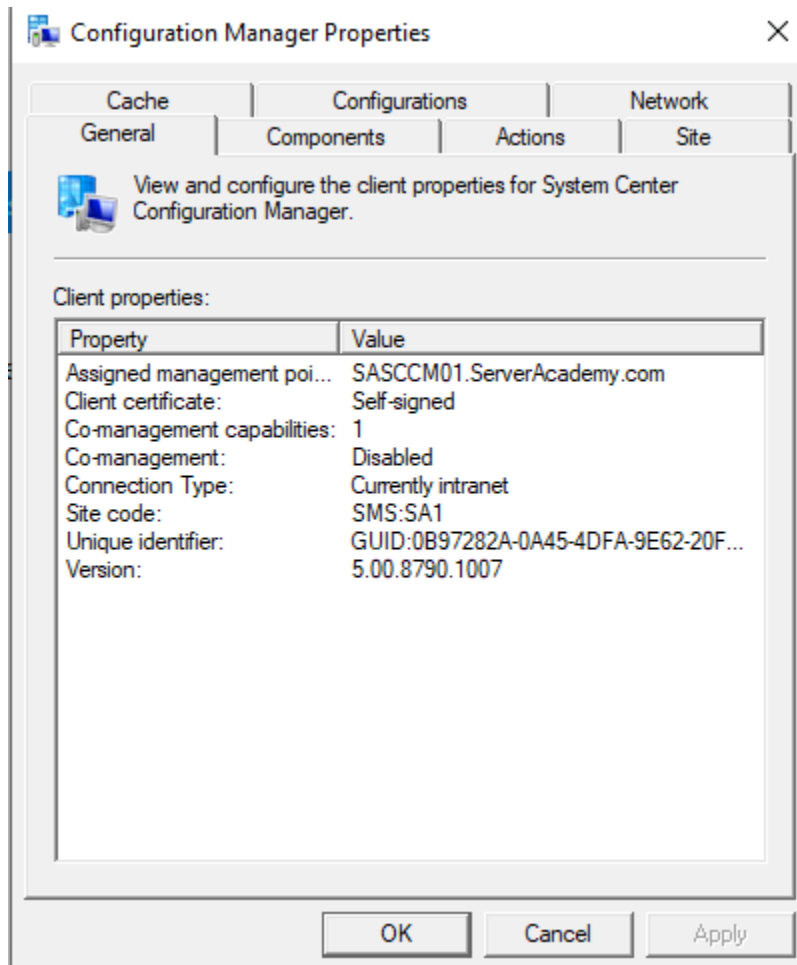 Configuration Manager Properties
Cache Configurations Network
General Components Actions Site
View and configure the client properties for System Center
Configuration Manager.
Client properties:
Property Value
Assigned management poi... SASCCM01.ServerAcademy.com
Client certificate: Self-signed
Co-management capabilities: 1
Co-management: Disabled
Connection Type: Currently intranet
Site code: SMS:SA1
Unique identifier: GUID:0B97282A-0A45-4DFA-9E62-20F...
Version: 5.00.8790.1007
OK Cancel Apply